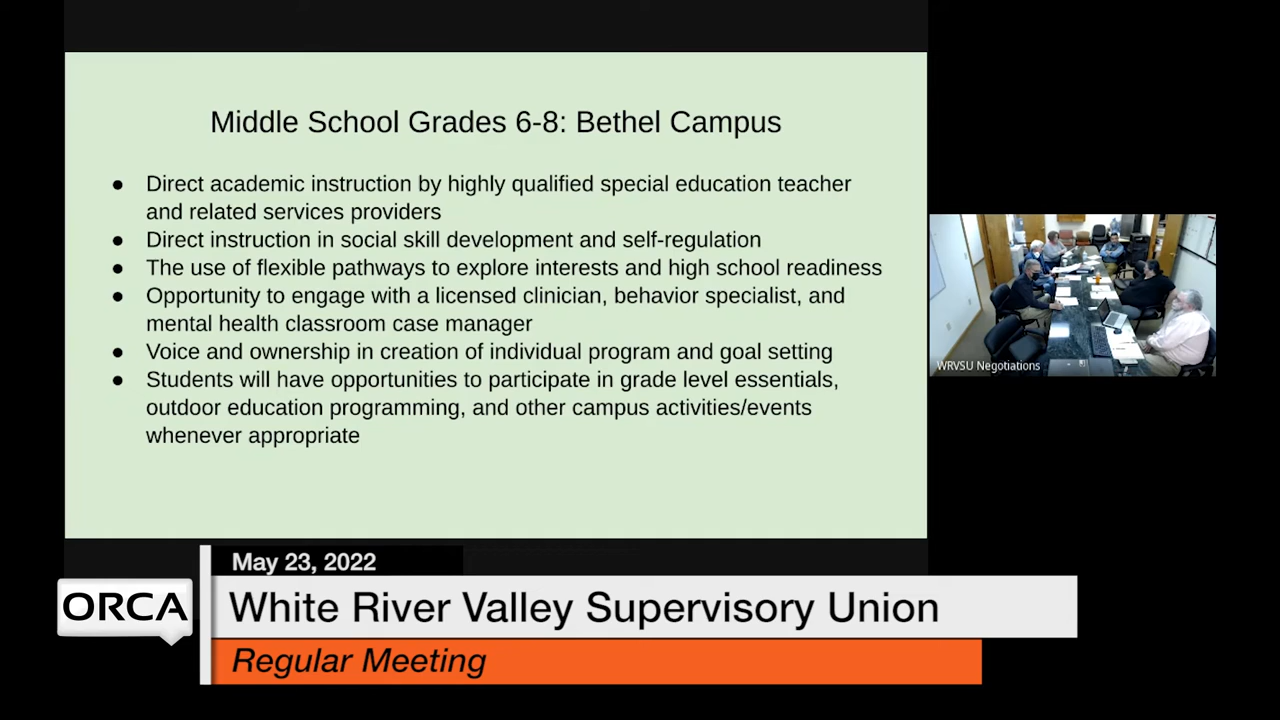 Middle School Grades 6-8: Bethel Campus
● Direct academic instruction by highly qualified special education teacher
and related services providers
● Direct instruction in social skill development and self-regulation
● The use of flexible pathways to explore interests and high school readiness
● Opportunity to engage with a licensed clinician, behavior specialist, and
mental health classroom case manager
● Voice and ownership in creation of individual program and goal setting
● Students will have opportunities to participate in grade level essentials,
outdoor education programming, and other campus activities/events
whenever appropriate
WRVSU Negotiations
May 23, 2022
ORCA
White River Valley Supervisory Union
Regular Meeting